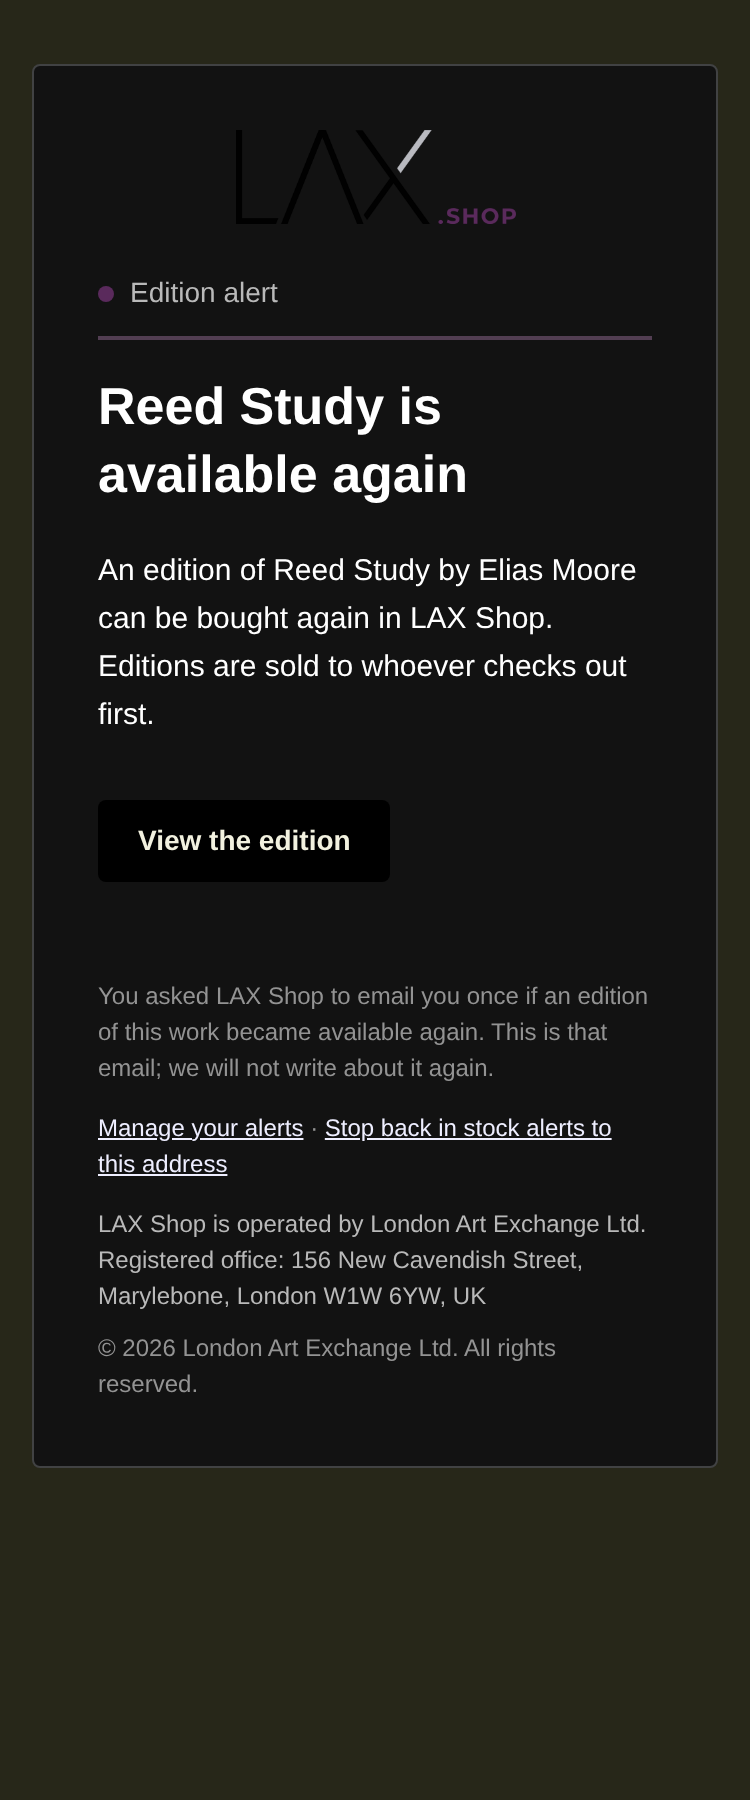 LAX.SHOP
Edition alert
Reed Study is
available again
An edition of Reed Study by Elias Moore
can be bought again in LAX Shop.
Editions are sold to whoever checks out
first.
View the edition
You asked LAX Shop to email you once if an edition
of this work became available again. This is that
email; we will not write about it again.
Manage your alerts · Stop back in stock alerts to
this address
LAX Shop is operated by London Art Exchange Ltd.
Registered office: 156 New Cavendish Street,
Marylebone, London W1W 6YW, UK
© 2026 London Art Exchange Ltd. All rights
reserved.